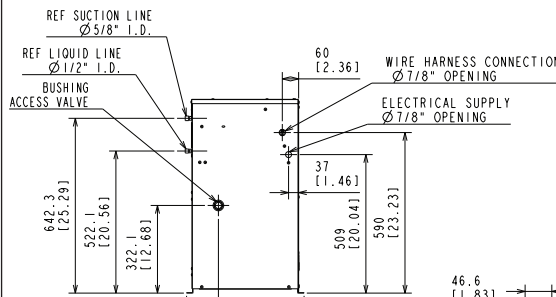 REF SUCTION LINE
Ø5/8" I.D.
REF LIQUID LINE
Ø1/2" I.D.
BUSHING
ACCESS VALVE
60
[2.36]
WIRE HARNESS CONNECTION
Ø7/8" OPENING
ELECTRICAL SUPPLY
Ø7/8" OPENING
37
[1.46]
642.3
[25.29]
522.1
[20.56]
322.1
[12.68]
509
[20.04]
590
[23.23]
46.6
[1.83]